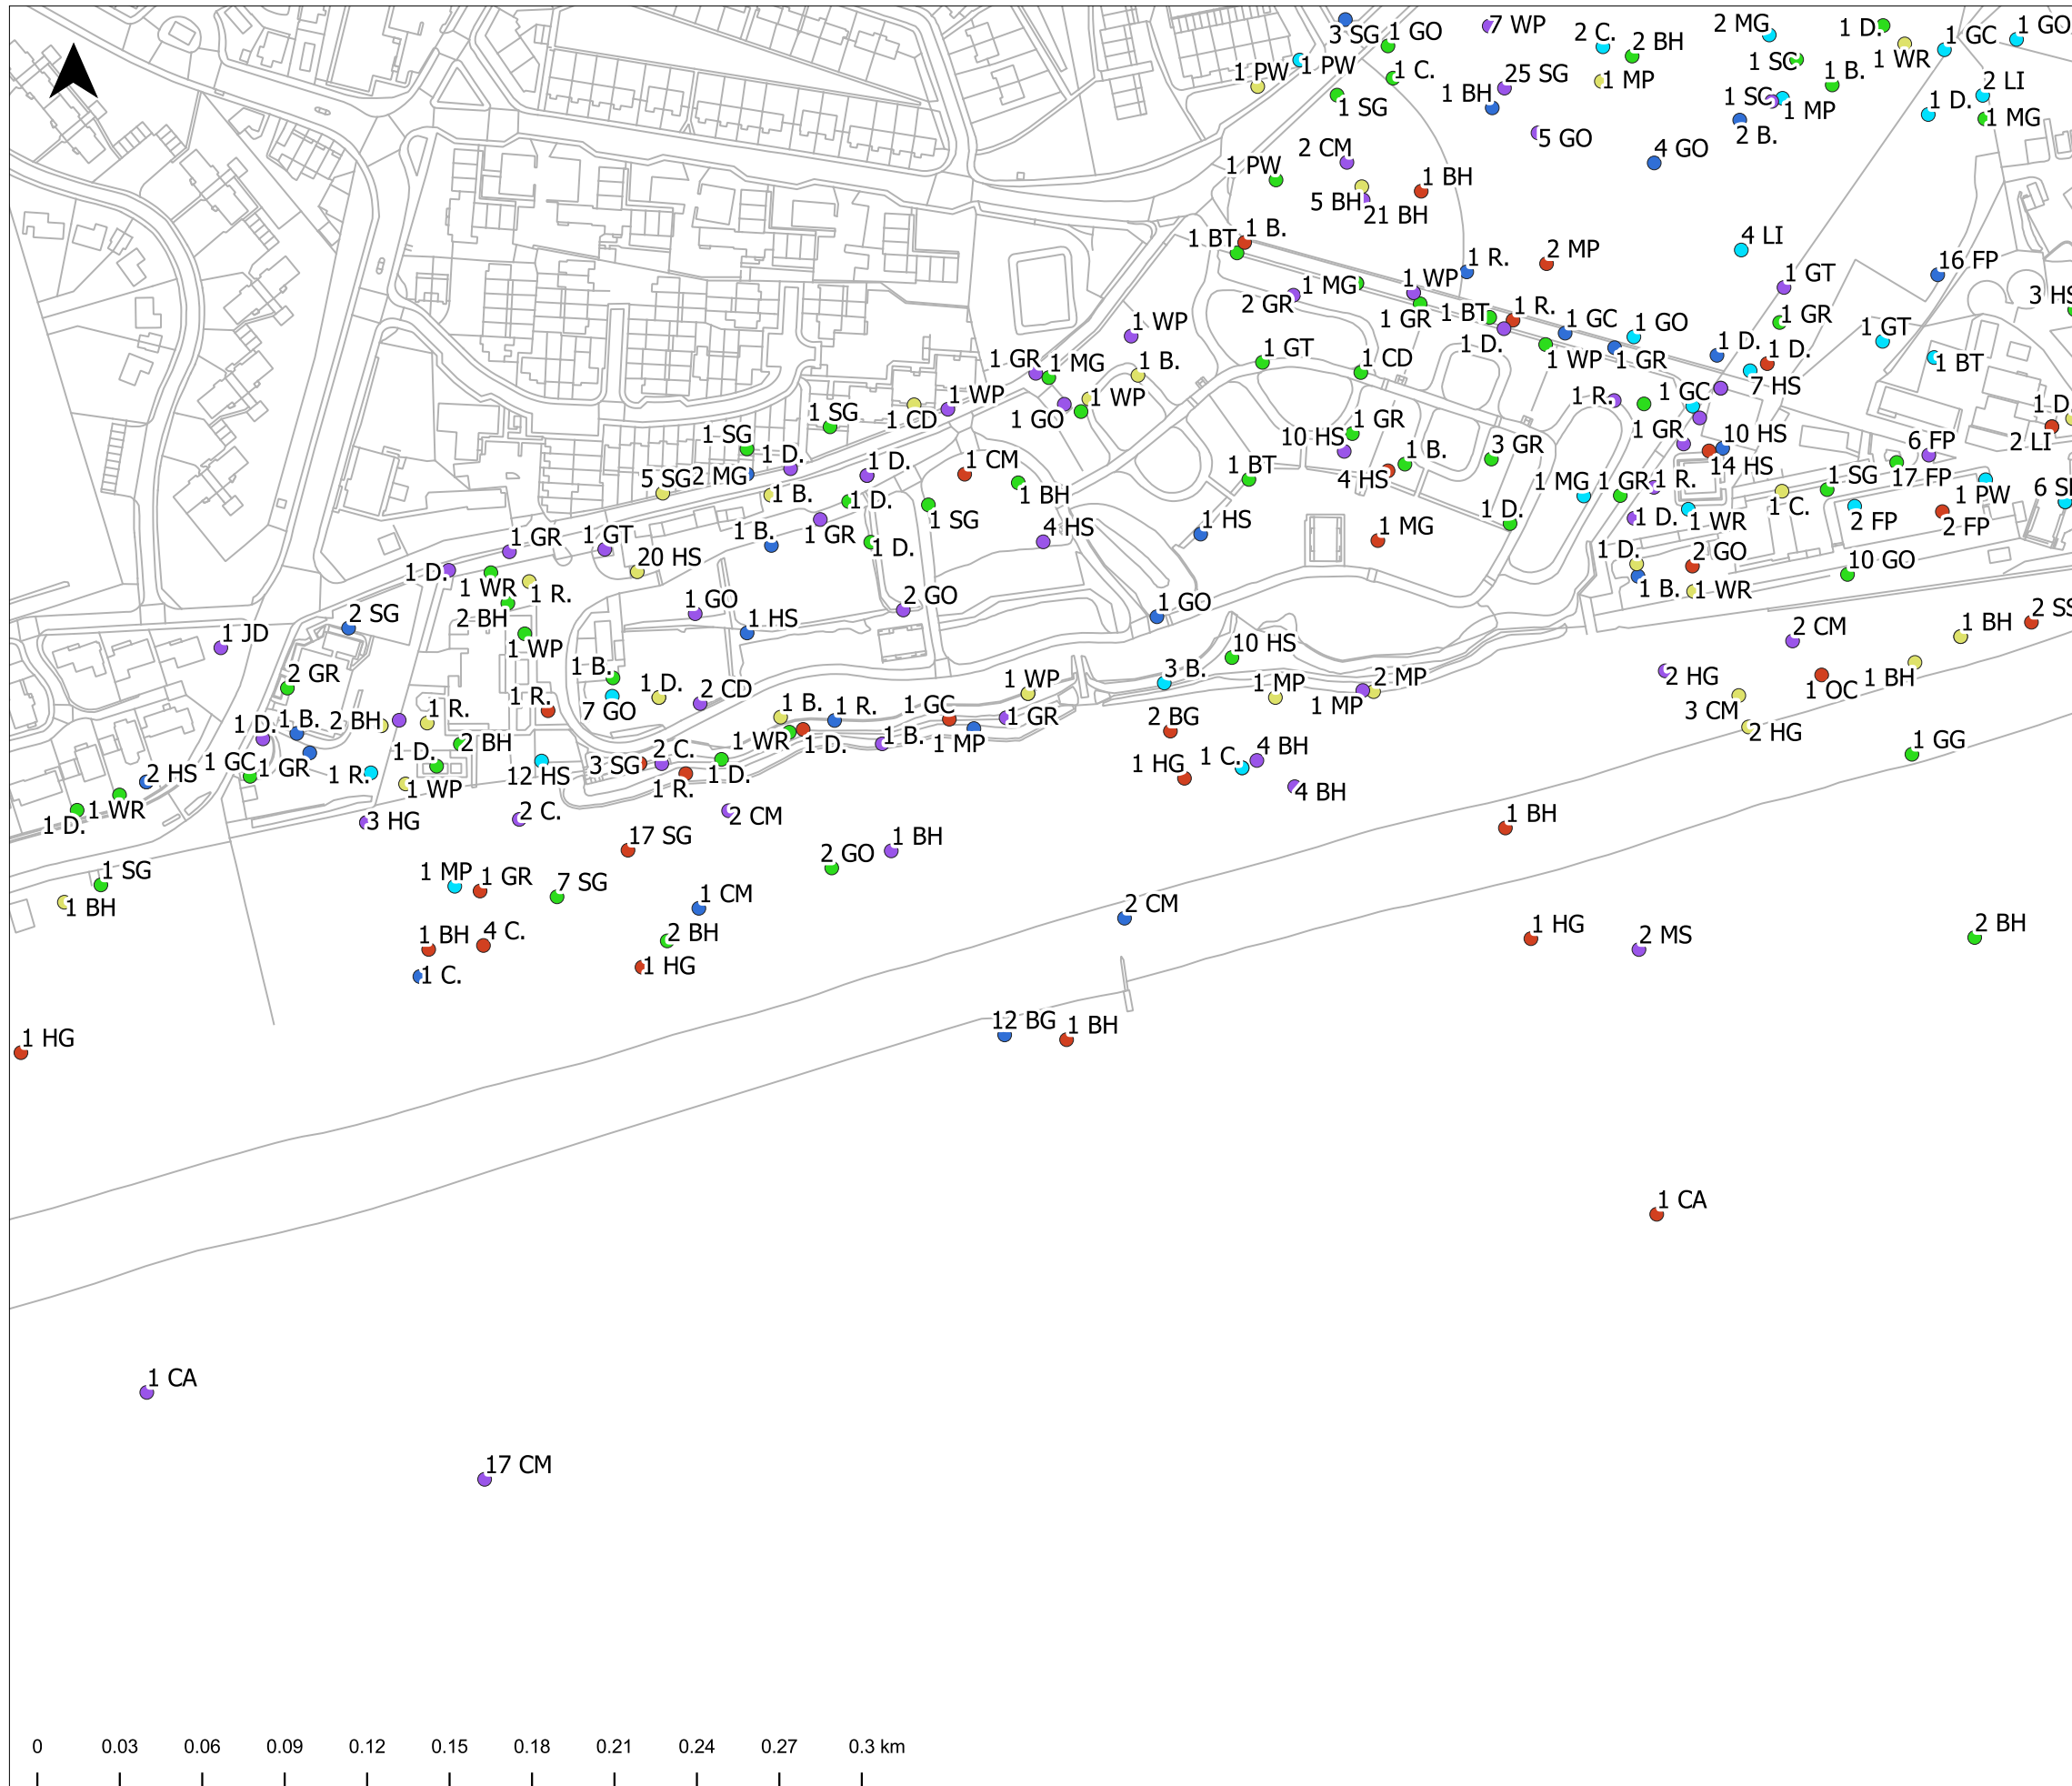 3 SG
1 GO
7 WP
2 C.
2 BH
2 MG
1 D.
1 WR
1 GC
1 GO
1 PW
1 PW
1 C.
25 SG
1 MP
1 SC
1 B.
2 LI
1 SG
1 BH
1 SC
1 MP
1 D.
1 MG
5 GO
2 B.
2 CM
4 GO
1 PW
1 BH
5 BH
21 BH
1 BT
1 B.
4 LI
1 R.
2 MP
16 FP
1 GT
1 MG
1 WP
3 HS
2 GR
1 WP
1 GR
1 BT
1 R.
1 GC
1 GO
1 GR
1 GT
1 D.
1 D.
1 D.
1 GR
1 MG
1 B.
1 GT
1 CD
1 WP
1 GR
1 BT
7 HS
1 WP
1 WP
1 R.
1 GC
1 D
1 SG
1 CD
1 GO
1 GR
1 SG
10 HS
1 GR
10 HS
6 FP
2 LI
1 D.
1 D.
1 CM
1 B.
3 GR
14 HS
5 SG
2 MG
1 BT
4 HS
1 MG
1 GR
1 R.
1 SG
17 FP
1 B.
1 D.
1 BH
1 D.
1 C.
1 PW
6 S
1 SG
1 HS
1 D.
1 WR
2 FP
2 FP
1 GR
1 GT
1 B.
1 GR
1 D.
4 HS
1 MG
1 D.
2 GO
20 HS
10 GO
1 D.
1 WR
1 R.
1 B.
1 WR
2 BH
1 GO
2 GO
1 GO
2 SG
1 HS
2 S
1 JD
1 WP
10 HS
2 CM
1 BH
2 GR
1 B.
3 B.
2 HG
1 BH
1 D.
2 CD
1 WP
1 MP
2 MP
1 OC
1 R.
7 GO
1 MP
3 CM
1 D.
1 B.
2 BH
1 R.
1 B.
1 R.
1 GC
1 GR
2 BG
2 HG
1 D.
2 BH
2 C.
1 WR
1 D.
1 B.
1 MP
4 BH
1 GG
1 GC
1 GR
1 R.
12 HS
3 SG
1 D.
1 HG
1 C.
2 HS
1 WP
1 R.
4 BH
1 D.
1 WR
3 HG
2 C.
2 CM
1 BH
17 SG
1 BH
1 SG
2 GO
1 MP
1 GR
7 SG
1 BH
1 CM
2 CM
1 BH
4 C.
2 BH
1 HG
2 MS
2 BH
1 C.
1 HG
12 BG
1 BH
1 HG
1 CA
1 CA
17 CM
0 0.03 0.06 0.09 0.12 0.15 0.18 0.21 0.24 0.27 0.3 km